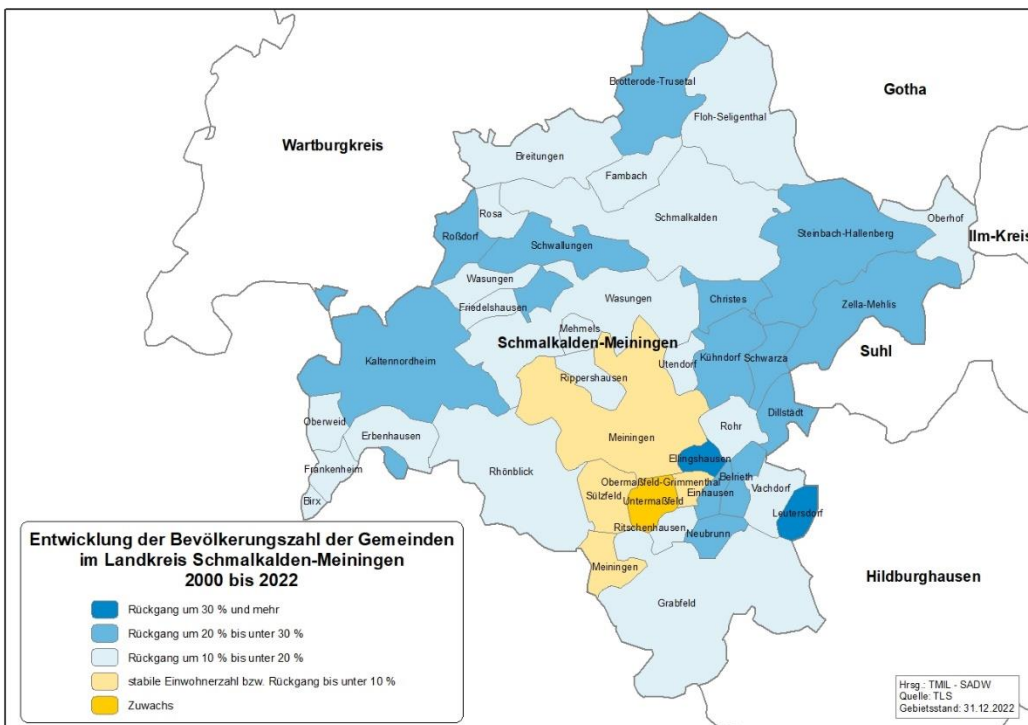 Brotterode-Trusetal
Gotha
Floh-Seligenthal
Wartburgkreis
Breitungen
Fambach
Rosa
Schmalkalden
Oberhof
Roßdorf
Steinbach-Hallenberg
Ilm-Kreis
Schwallungen
Wasungen
Friedelshausen
Wasungen
Christes
Zella-Mehlis
Mehmels
Schmalkalden-Meiningen
Kaltennordheim
Utendorf
Kühndorf
Schwarza
Suhl
Rippershausen
Dillstädt
Oberweid
Erbenhausen
Meiningen
Rohr
Frankenheim
Rhönblick
Ellingshausen
Belrieth
Obermaßfeld-Grimmenthal
Vachdorf
Birx
Sülzfeld
Untermaßfeld
Einhausen
Leutersdorf
Ritschenhausen
Neubrunn
Meiningen
Hildburghausen
Grabfeld
Entwicklung der Bevölkerungszahl der Gemeinden
im Landkreis Schmalkalden-Meiningen
2000 bis 2022
Rückgang um 30 % und mehr
Rückgang um 20 % bis unter 30 %
Rückgang um 10 % bis unter 20 %
stabile Einwohnerzahl bzw. Rückgang bis unter 10 %
Zuwachs
Hrsg.: TMIL - SADW
Quelle: TLS
Gebietsstand: 31.12.2022